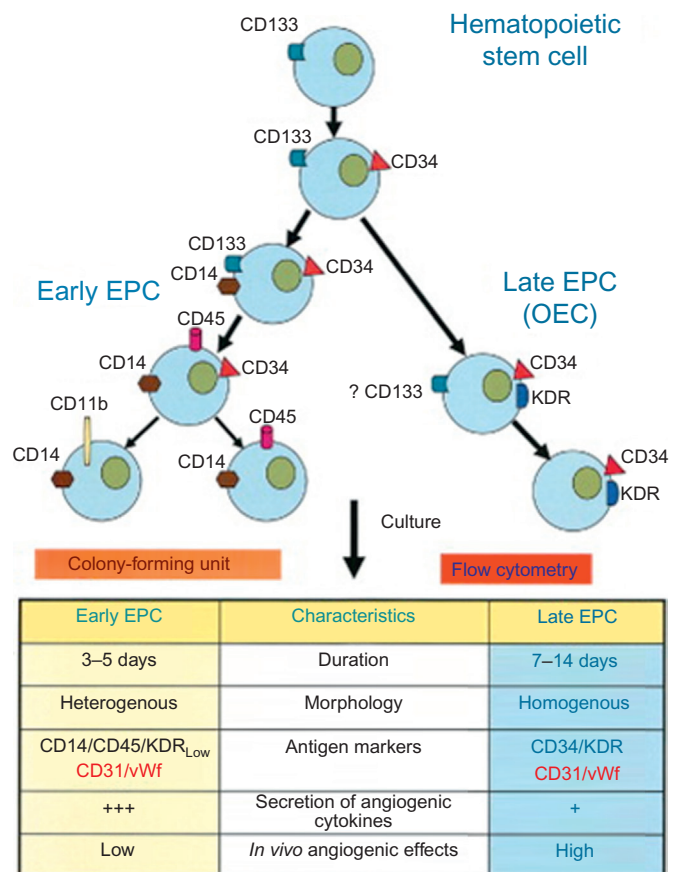 CD133
Hematopoietic
stem cell
CD133
CD34
CD133
CD14
CD34
Early EPC
Late EPC
(OEC)
CD45
CD14
CD34
CD34
? CD133
KDR
CD11b
CD45
CD14
CD14
CD34
KDR
Culture
Colony-forming unit
Flow cytometry
Early EPC Characteristics Late EPC
3–5 days Duration 7–14 days
Heterogenous Morphology Homogenous
CD14/CD45/KDRLow Antigen markers CD34/KDR
CD31/vWf CD31/vWf
+++ Secretion of angiogenic +
cytokines
Low In vivo angiogenic effects High